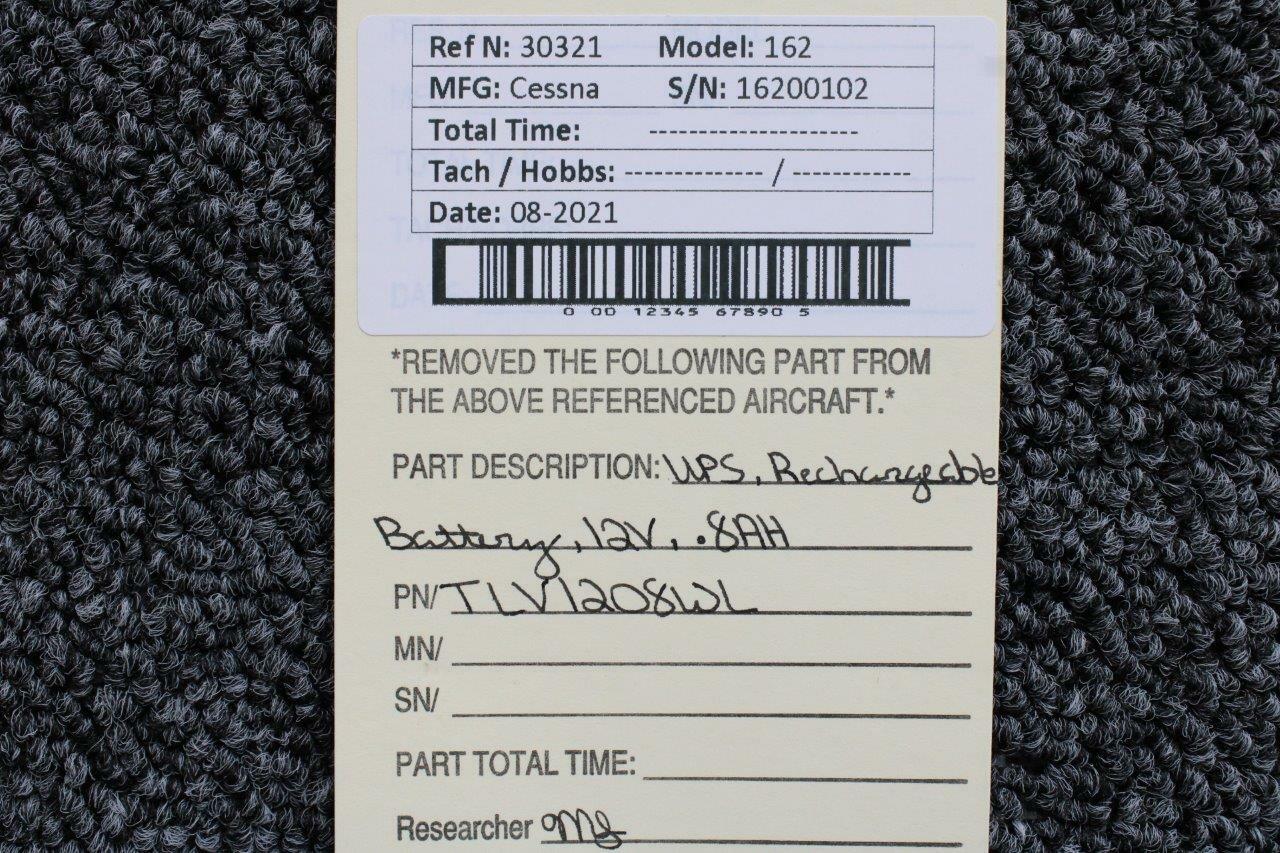 Ref N: 30321 Model: 162
MFG: Cessna S/N: 16200102
Total Time: ---------------------
Tach / Hobbs: -------------- / ------------
Date: 08-2021
0 00 12345 67890 5
*REMOVED THE FOLLOWING PART FROM
THE ABOVE REFERENCED AIRCRAFT.*
PART DESCRIPTION: UPS, Rechargeable
Battery, 12V, .8AH
PN/ TLV1208WL
MN/
SN/
PART TOTAL TIME:
Researcher